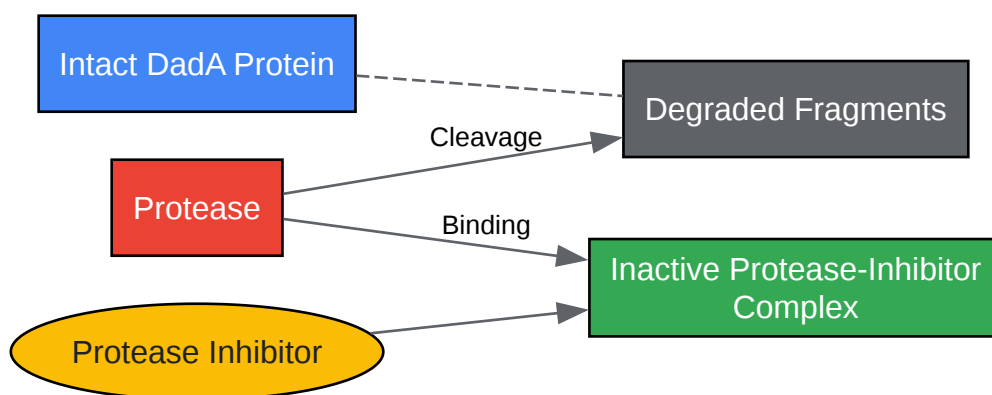 Intact DadA Protein
Degraded Fragments
Cleavage
Protease
Binding
Inactive Protease-Inhibitor
Complex
Protease Inhibitor